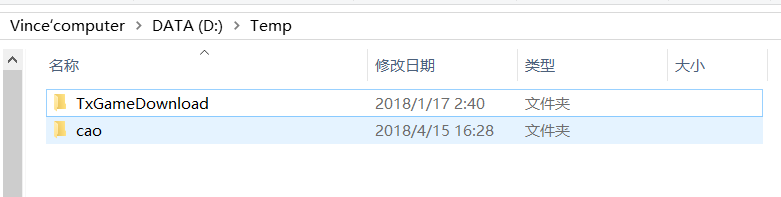 Vince‘computer > DATA (D:) > Temp
名称 修改日期 类型 大小
TxGameDownload 2018/1/17 2:40 文件夹
cao 2018/4/15 16:28 文件夹